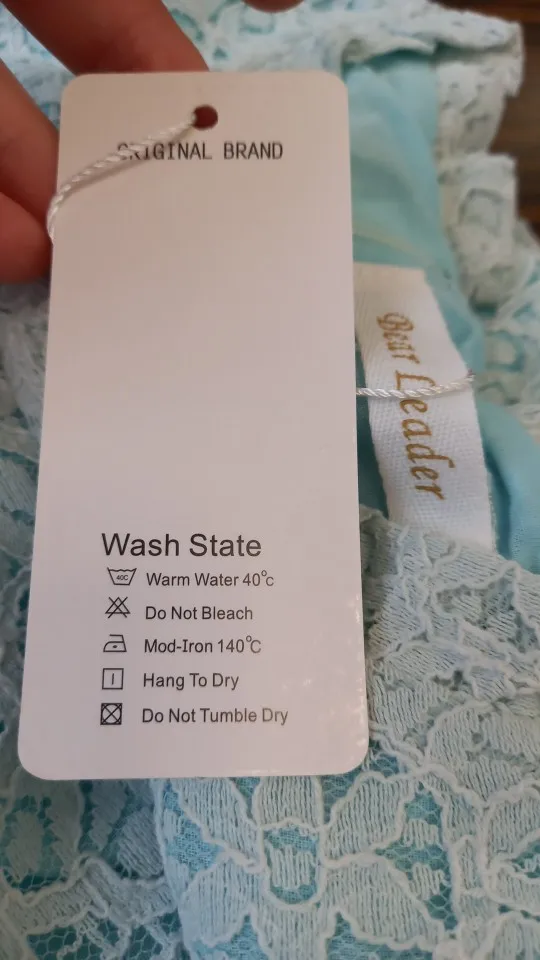 ORIGINAL BRAND
Bear Leader
Wash State
40C Warm Water 40°c
Do Not Bleach
Mod-Iron 140°C
Hang To Dry
Do Not Tumble Dry